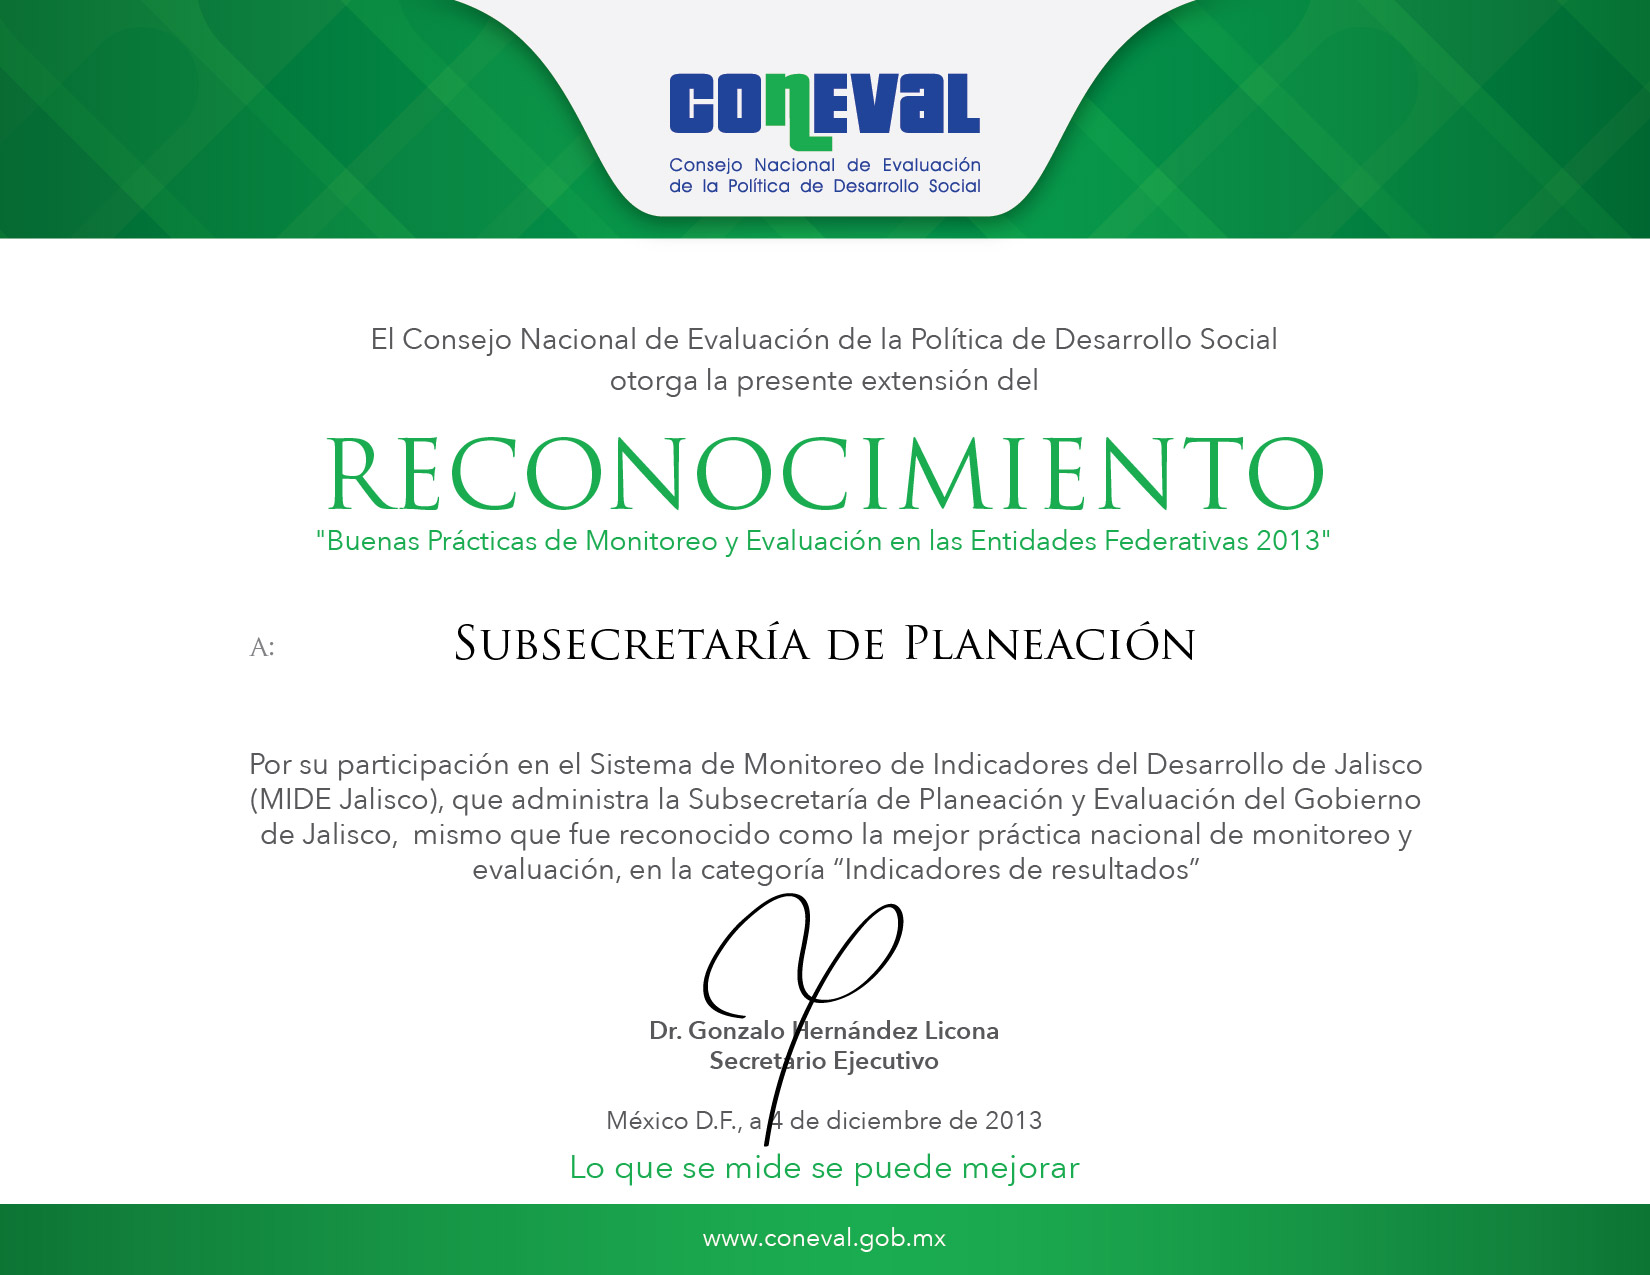 CONEVAL
Consejo Nacional de Evaluación
de la Política de Desarrollo Social
El Consejo Nacional de Evaluación de la Política de Desarrollo Social
otorga la presente extensión del
RECONOCIMIENTO
"Buenas Prácticas de Monitoreo y Evaluación en las Entidades Federativas 2013"
A: Subsecretaría de Planeación
Por su participación en el Sistema de Monitoreo de Indicadores del Desarrollo de Jalisco
(MIDE Jalisco), que administra la Subsecretaría de Planeación y Evaluación del Gobierno
de Jalisco, mismo que fue reconocido como la mejor práctica nacional de monitoreo y
evaluación, en la categoría “Indicadores de resultados”
Dr. Gonzalo Hernández Licona
Secretario Ejecutivo
México D.F., a 4 de diciembre de 2013
Lo que se mide se puede mejorar
www.coneval.gob.mx